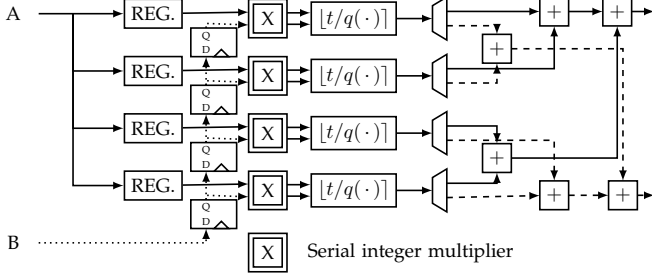 A REG. X ⌊t/q(·)⌉ + +
Q
D
+
REG. X ⌊t/q(·)⌉
Q
D
REG. X ⌊t/q(·)⌉
Q
D
+
REG. X ⌊t/q(·)⌉ + +
Q
D
B X Serial integer multiplier